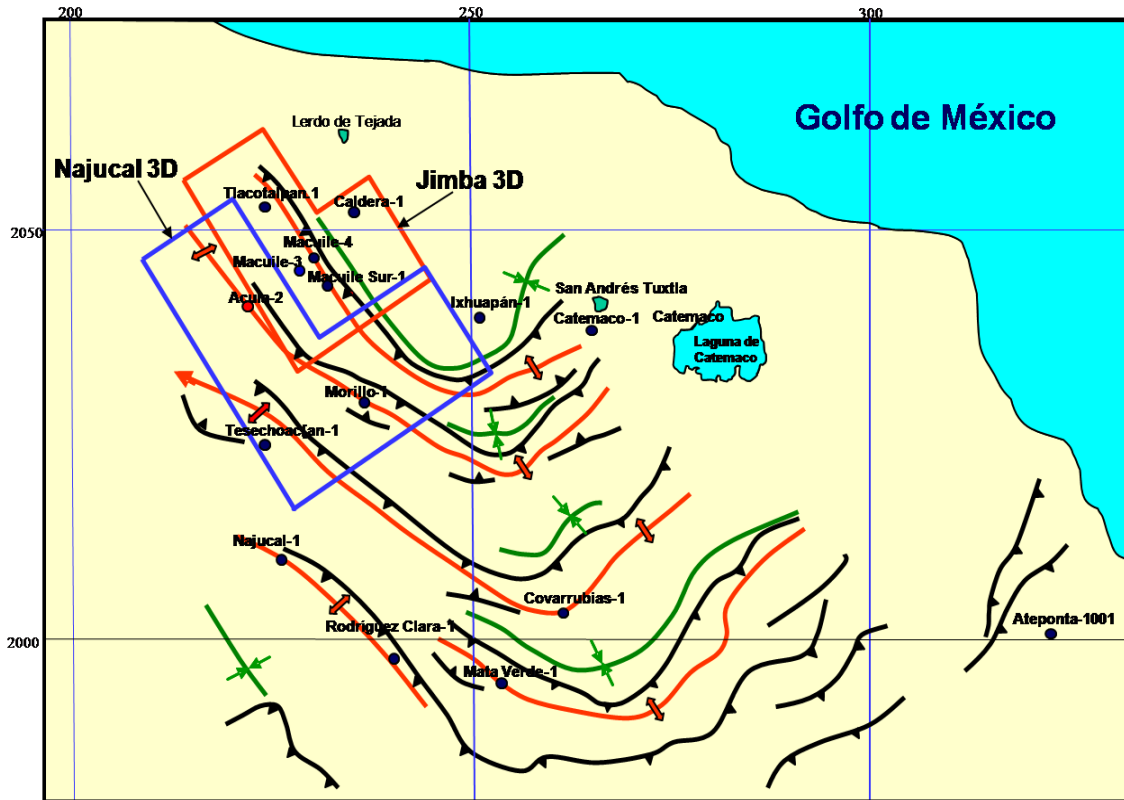 200
250
300
Golfo de México
Lerdo de Tejada
Najucal 3D
Jimba 3D
Tlacotalpan.1
Caldera-1
2050
Macuile-4
Macuile-3
Macuile Sur-1
San Andrés Tuxtla
Acula-2
Ixhuapán-1
Catemaco-1
Catemaco
Laguna de
Catemaco
Morillo-1
Tesechoacían-1
Najucal-1
Covarrubias-1
Rodríguez Clara-1
Ateponta-1001
2000
Mata Verde-1